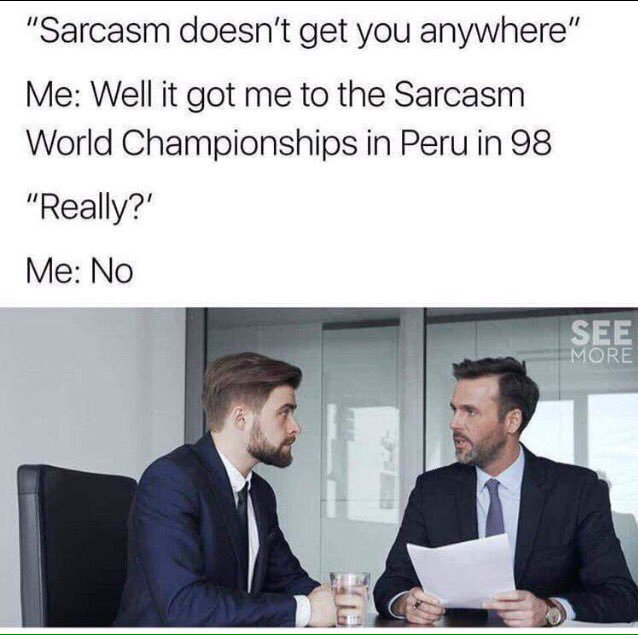 "Sarcasm doesn't get you anywhere"
Me: Well it got me to the Sarcasm
World Championships in Peru in 98
"Really?'
Me: No
SEE
MORE